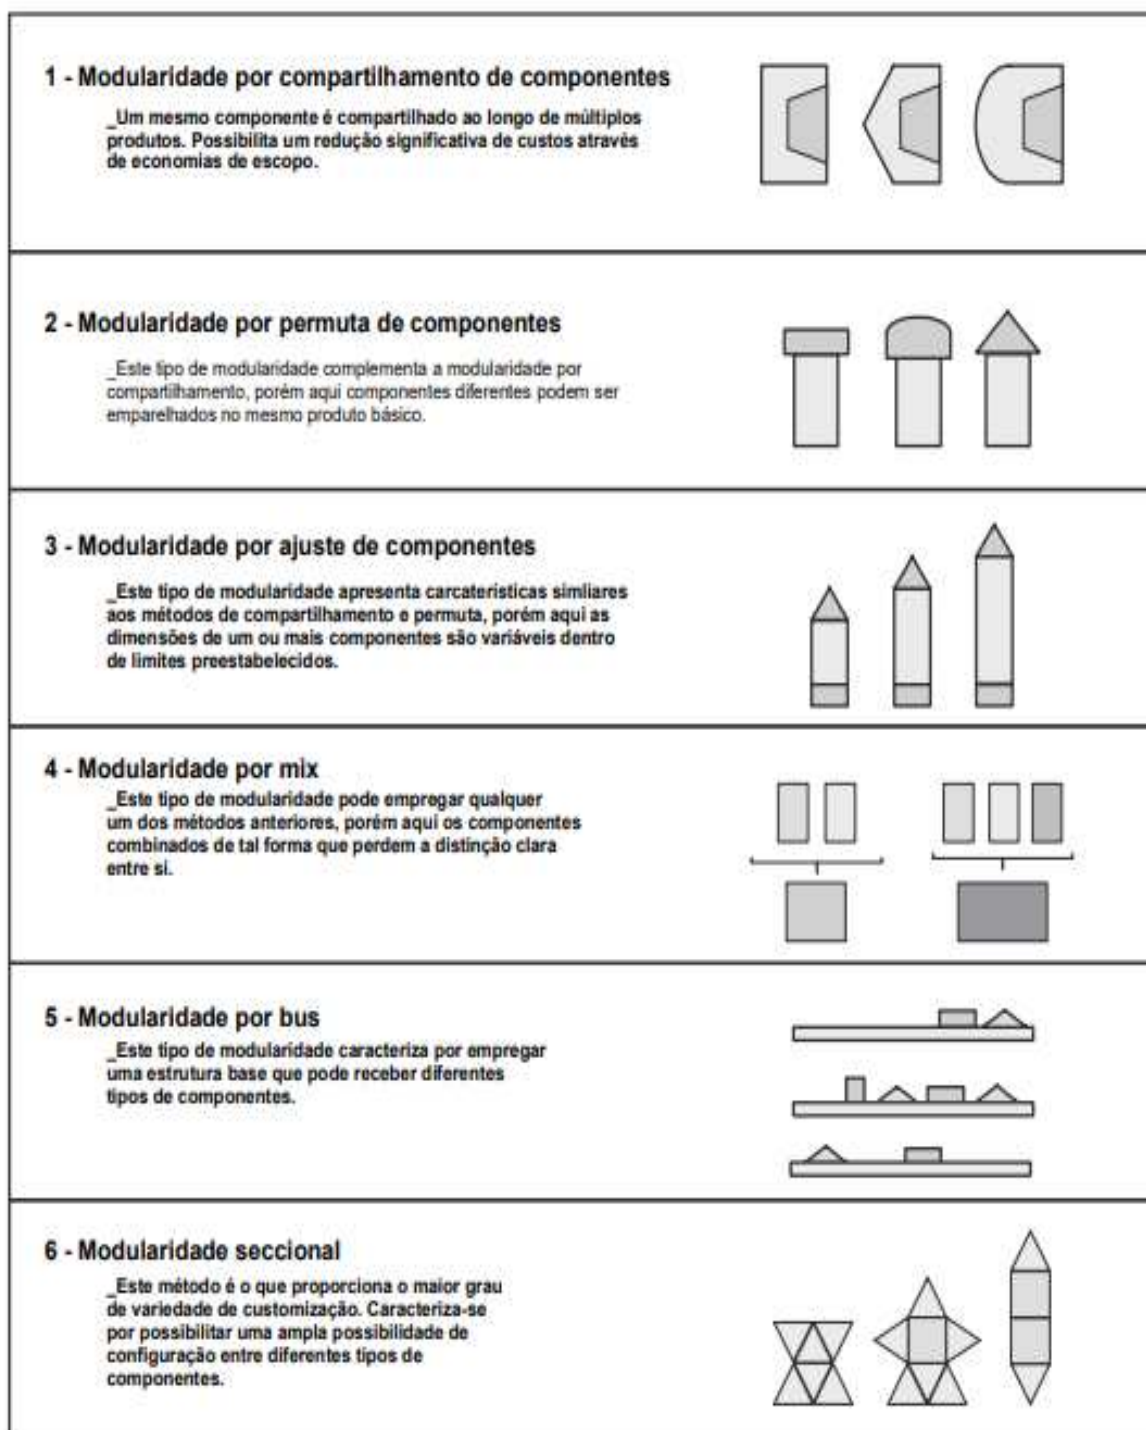 1 - Modularidade por compartilhamento de componentes
_Um mesmo componente é compartilhado ao longo de múltiplos
produtos. Possibilita um redução significativa de custos através
de economias de escopo.
2 - Modularidade por permuta de componentes
_Este tipo de modularidade complementa a modularidade por
compartilhamento, porém aqui componentes diferentes podem ser
emparelhados no mesmo produto básico.
3 - Modularidade por ajuste de componentes
_Este tipo de modularidade apresenta carcaterísticas simliares
aos métodos de compartilhamento e permuta, porém aqui as
dimensões de um ou mais componentes são variáveis dentro
de limites preestabelecidos.
4 - Modularidade por mix
_Este tipo de modularidade pode empregar qualquer
um dos métodos anteriores, porém aqui os componentes
combinados de tal forma que perdem a distinção clara
entre si.
5 - Modularidade por bus
_Este tipo de modularidade caracteriza por empregar
uma estrutura base que pode receber diferentes
tipos de componentes.
6 - Modularidade seccional
_Este método é o que proporciona o maior grau
de variedade de customização. Caracteriza-se
por possibilitar uma ampla possibilidade de
configuração entre diferentes tipos de
componentes.